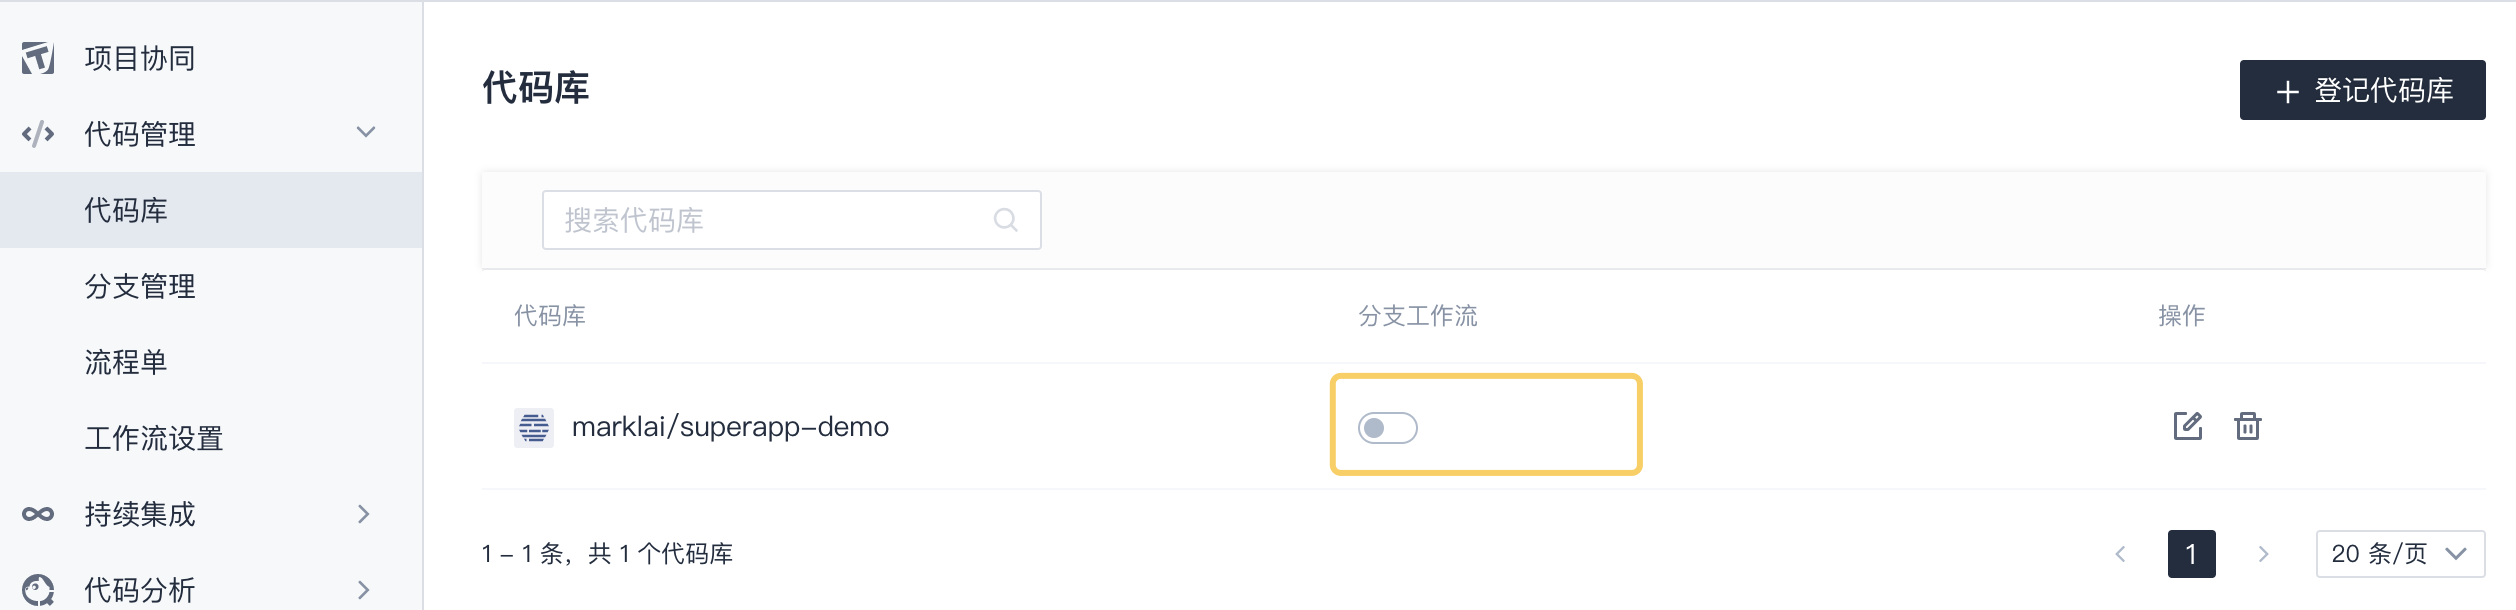 项目协同
代码管理
代码库
分支管理
流程单
工作流设置
持续集成
代码分析
代码库
+ 登记代码库
搜索代码库
代码库 分支工作流 操作
marklai/superapp-demo
1 - 1 条，共 1 个代码库
1
20 条/页